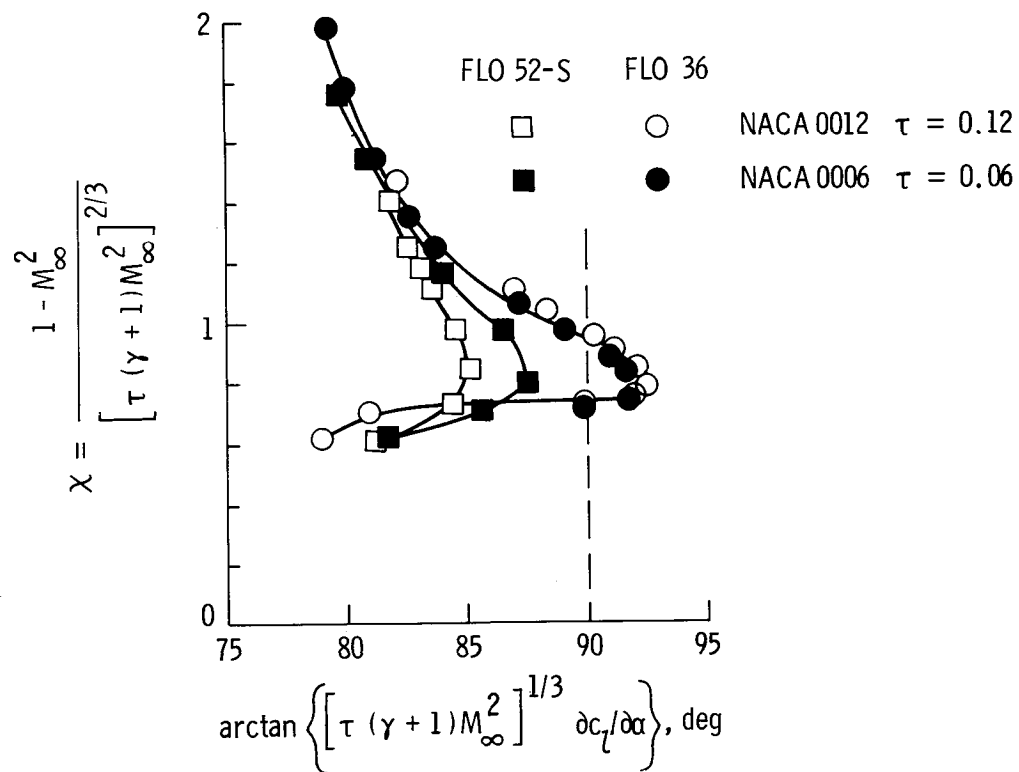 2
FLO 52-S FLO 36
NACA 0012 τ = 0.12
NACA 0006 τ = 0.06
χ = 1 - M∞² / [τ (γ + 1) M∞²]^2/3
1
0
75 80 85 90 95
arctan {[τ (γ + 1) M∞²]^1/3 ∂c_l/∂α}, deg